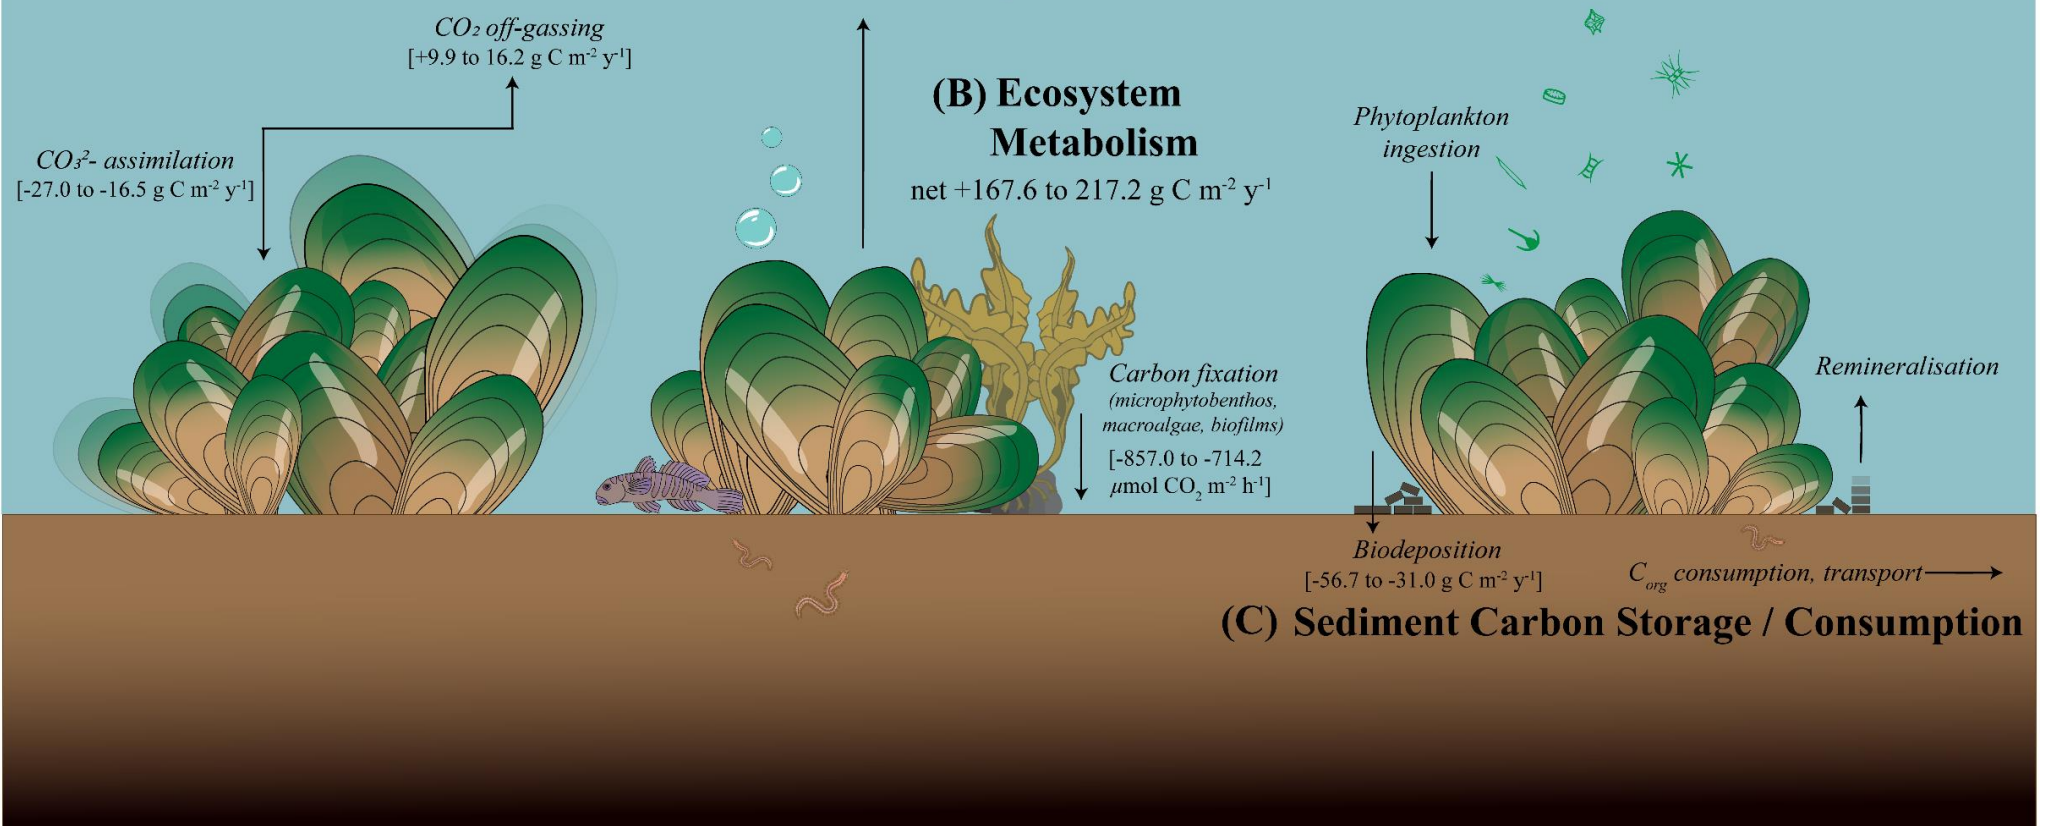 CO₂ off-gassing
[+9.9 to 16.2 g C m⁻² y⁻¹]
CO₃²- assimilation
[-27.0 to -16.5 g C m⁻² y⁻¹]
(B) Ecosystem
Metabolism
net +167.6 to 217.2 g C m⁻² y⁻¹
Carbon fixation
(microphytobenthos,
macroalgae, biofilms)
[-857.0 to -714.2
µmol CO₂ m⁻² h⁻¹]
Phytoplankton
ingestion
Remineralisation
Biodeposition
[-56.7 to -31.0 g C m⁻² y⁻¹]
Corg consumption, transport
(C) Sediment Carbon Storage / Consumption